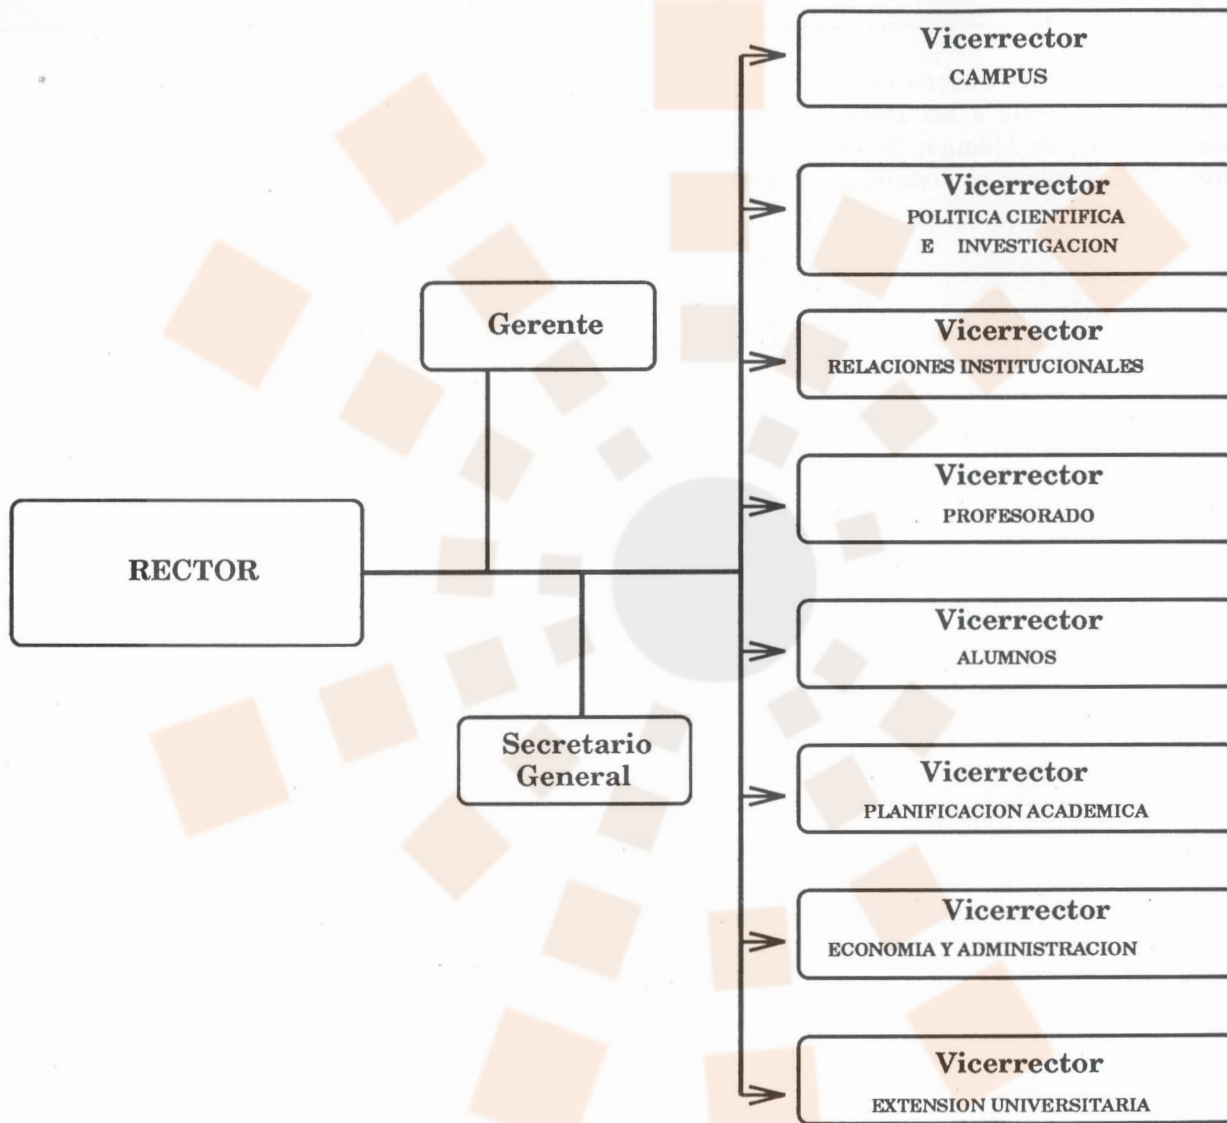 Vicerrector
CAMPUS
Vicerrector
POLITICA CIENTIFICA
E INVESTIGACION
Gerente
Vicerrector
RELACIONES INSTITUCIONALES
Vicerrector
PROFESORADO
RECTOR
Vicerrector
ALUMNOS
Secretario
General
Vicerrector
PLANIFICACION ACADEMICA
Vicerrector
ECONOMIA Y ADMINISTRACION
Vicerrector
EXTENSION UNIVERSITARIA